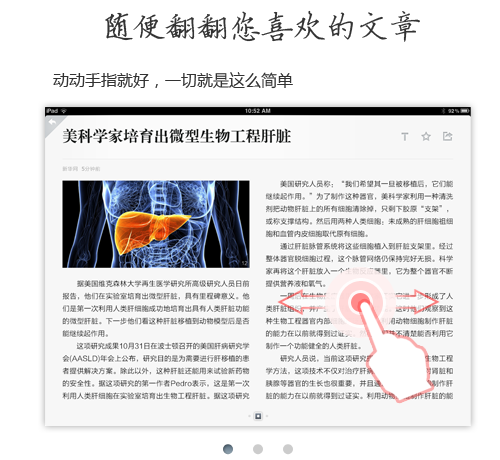 随便翻翻您喜欢的文章
动动手指就好，一切就是这么简单
iPad
10:52 AM
92%
美科学家培育出微型生物工程肝脏
T
据美国维克森林大学再生医学研究所高级研究人员日前
报告，他们在实验室培育出微型肝脏，具有里程碑意义。他
们是第一次利用人类肝细胞成功地培育出具有人类肝脏功能
的微型肝脏。下一步他们看这种肝脏移植到动物模型后是否
能继续起作用。
这项研究成果10月31日在波士顿召开的美国肝病研究学
会(AASLD)年会上公布，研究目的是为需要进行肝移植的患
者提供解决方案。除此以外，这种肝脏还能用来试验新药物
的安全性。据这项研究的第一作者Pedro表示，这是第一次
利用人类肝细胞在实验室培育出生物工程肝脏。据这项研究
美国研究人员称：“我们希望其一旦被移植后，它们能
继续起作用。”为了制作这种器官，美科学家利用一种清洗
剂把动物肝脏上的所有细胞清除掉，只剩下胶原“支架”，
或称支撑结构。然后用两种人类细胞：未成熟的肝细胞祖细
胞和血管内皮细胞取代原有细胞。
通过肝脏脉管系统将这些细胞植入到肝脏支架里。经过
整体器官脱细胞过程，这个脉管网络仍保持完好无损。科学
家再将这个肝脏放入一个生物反应器里，它为整个器官不断
提供营养液和氧气。
一周后在生物
形成了人
类肝脏组织
观察到这
种生物工程器官内部
动物细胞制作肝脏
的能力在以前就得到过证实
不清楚能否利用它
制作一个功能健全的人类肝脏。
研究人员说，当前这项研究
生物工程
学方法，这项技术不仅对治疗肝病
对肾脏和
胰腺等器官的生长也很重要，并且
制作肝
脏的能力在以前就得到过证实。利用动物
制作肝脏的能